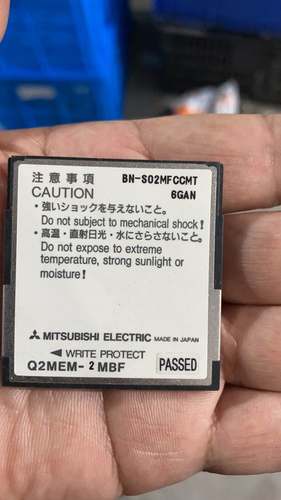 注意事項 BN-S02MFCCMT
CAUTION 6GAN
・強いショックを与えないこと。
Do not subject to mechanical shock!
・高温・直射日光・水にさらさないこと。
Do not expose to extreme
temperature, strong sunlight or
moisture!
MITSUBISHI ELECTRIC MADE IN JAPAN
◀ WRITE PROTECT
Q2MEM-2MBF PASSED